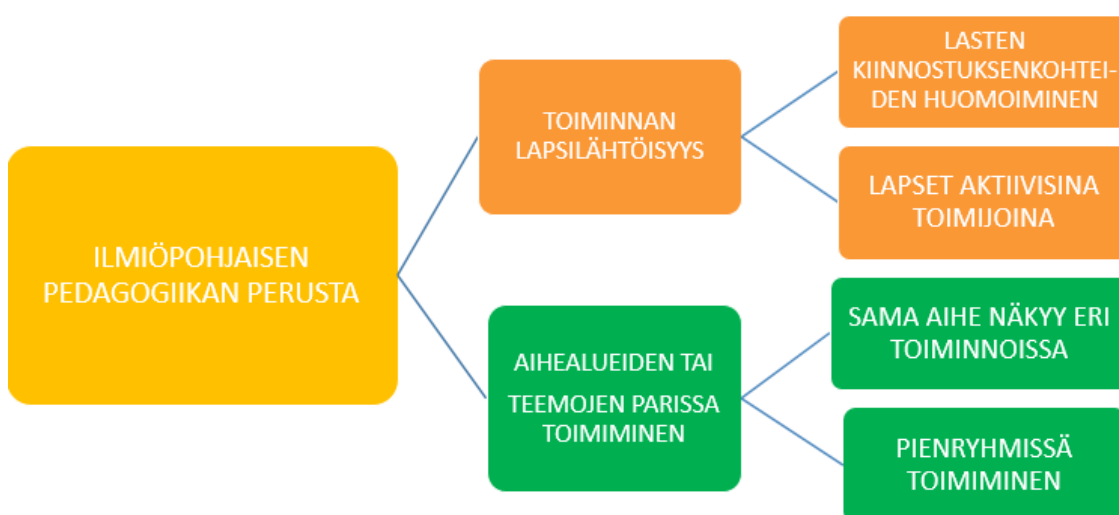 ILMIÖPOHJAISEN
PEDAGOGIIKAN PERUSTA
TOIMINNAN
LAPSILÄHTÖISYYS
LASTEN
KIINNOSTUKSENKOHTEI-
DEN HUOMOIMINEN
LAPSET AKTIIVISINA
TOIMIJOINA
AIHEALUEIDEN TAI
TEEMOJEN PARISSA
TOIMIMINEN
SAMA AIHE NÄKYY ERI
TOIMINNOISSA
PIENRYHMISSÄ
TOIMIMINEN